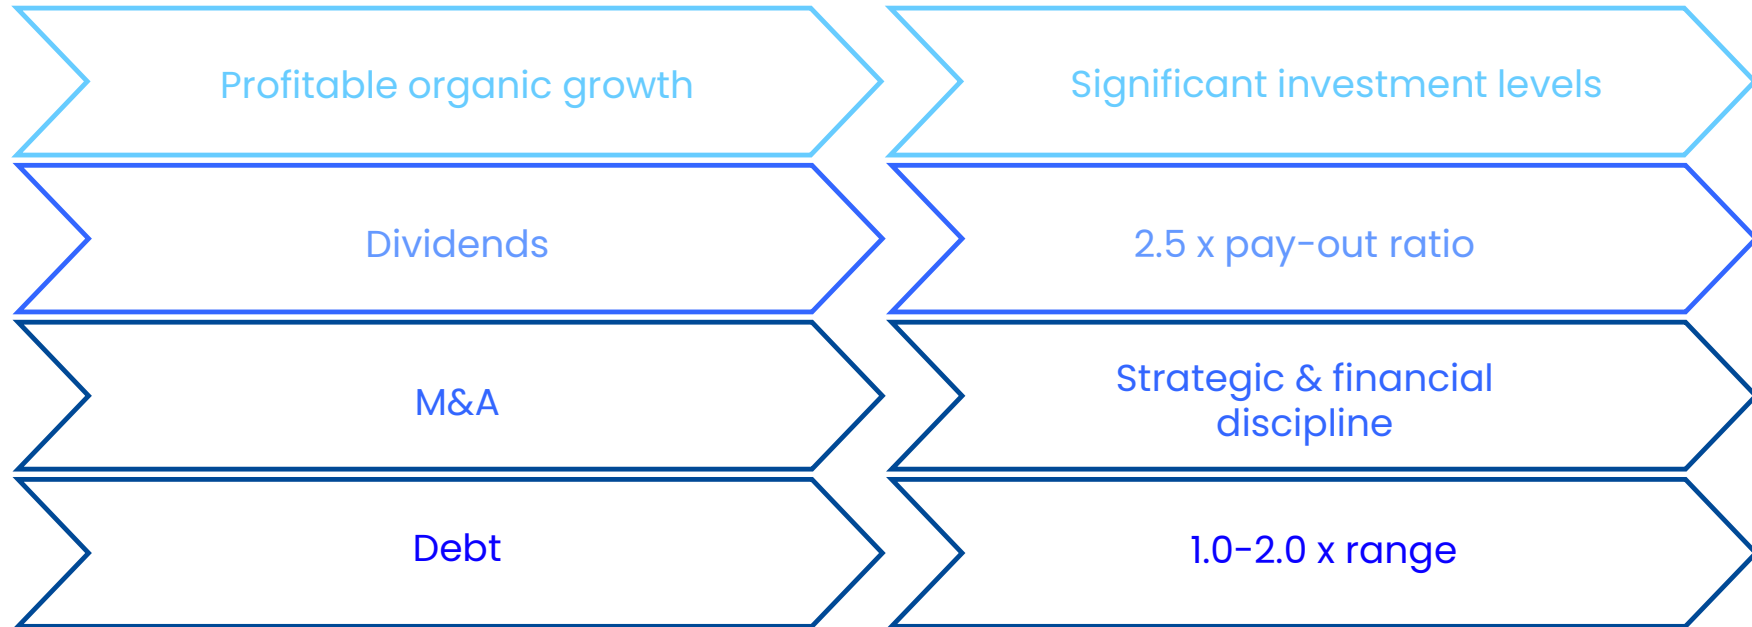 Profitable organic growth
Significant investment levels
Dividends
2.5 x pay-out ratio
M&A
Strategic & financial
discipline
Debt
1.0-2.0 x range